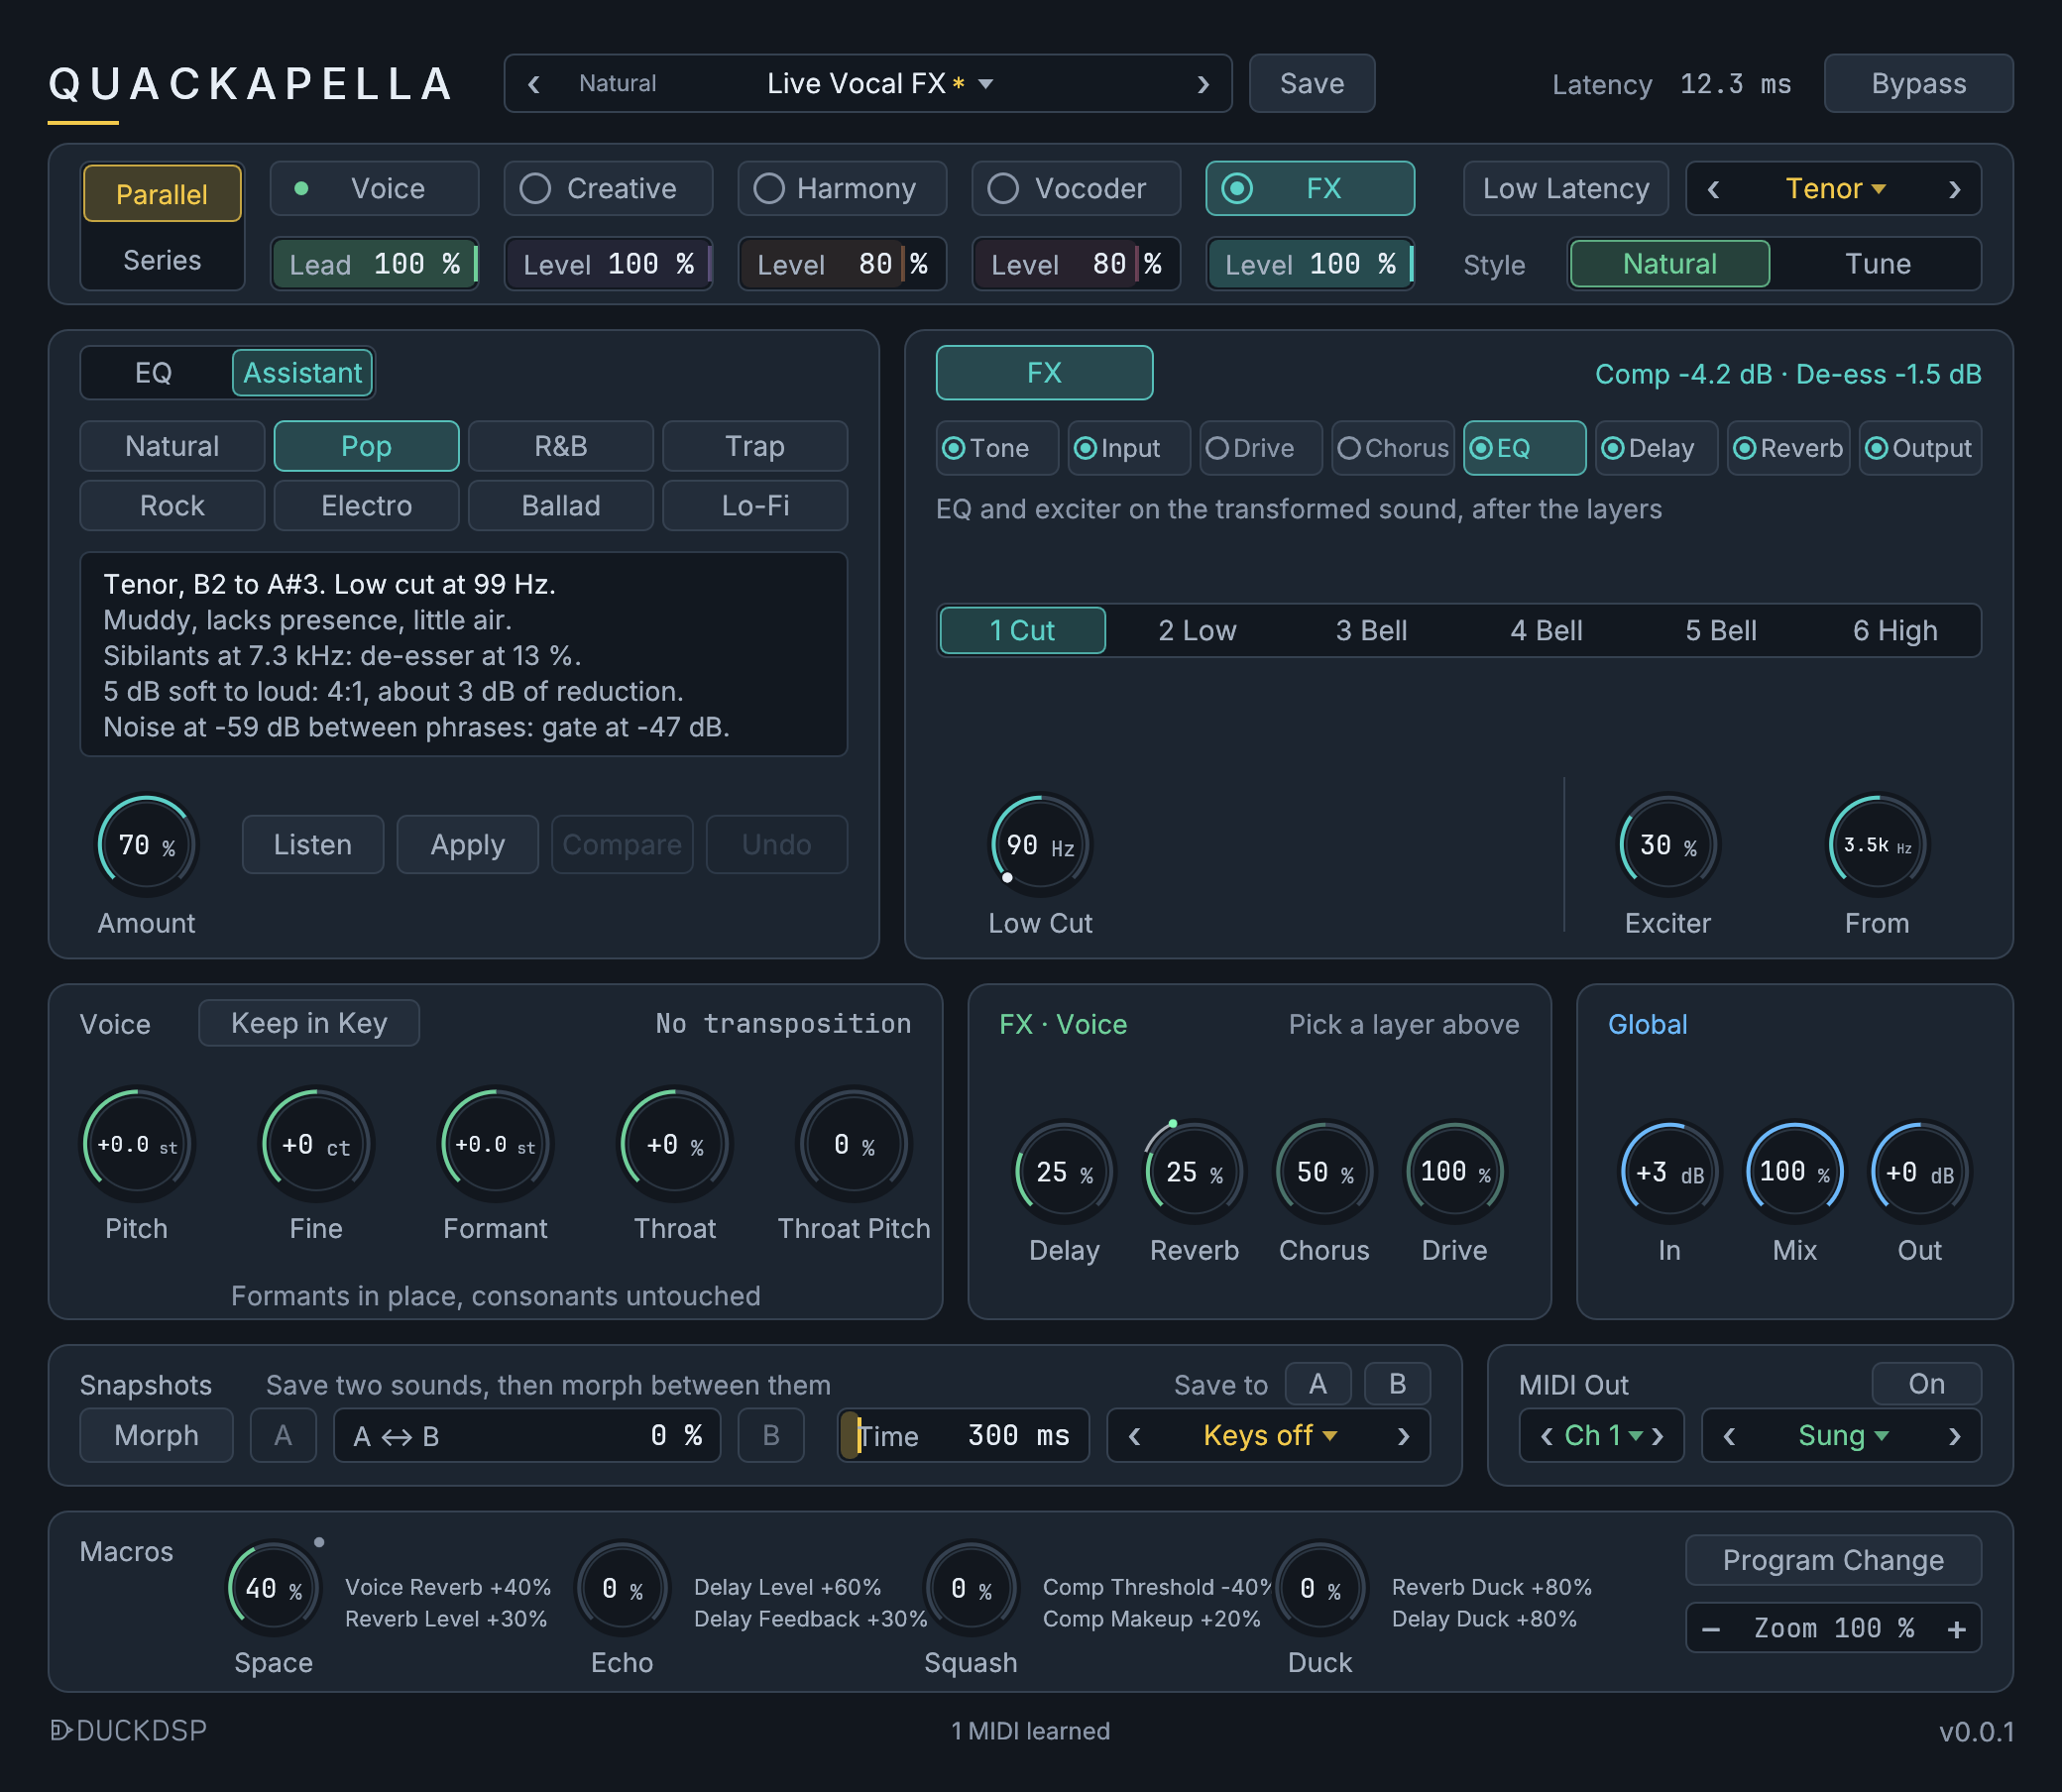 QUACKAPELLA
‹ Natural Live Vocal FX * ›
Save
Latency 12.3 ms
Bypass
Parallel
Series
Voice
Creative
Harmony
Vocoder
FX
Low Latency
‹ Tenor ›
Lead 100 %
Level 100 %
Level 80 %
Level 80 %
Level 100 %
Style
Natural
Tune
EQ
Assistant
Natural
Pop
R&B
Trap
Rock
Electro
Ballad
Lo-Fi
Tenor, B2 to A#3. Low cut at 99 Hz.
Muddy, lacks presence, little air.
Sibilants at 7.3 kHz: de-esser at 13 %.
5 dB soft to loud: 4:1, about 3 dB of reduction.
Noise at -59 dB between phrases: gate at -47 dB.
70 %
Amount
Listen
Apply
Compare
Undo
FX
Comp -4.2 dB · De-ess -1.5 dB
Tone
Input
Drive
Chorus
EQ
Delay
Reverb
Output
EQ and exciter on the transformed sound, after the layers
1 Cut
2 Low
3 Bell
4 Bell
5 Bell
6 High
90 Hz
Low Cut
30 %
Exciter
3.5k Hz
From
Voice
Keep in Key
No transposition
+0.0 st
Pitch
+0 ct
Fine
+0.0 st
Formant
+0 %
Throat
0 %
Throat Pitch
Formants in place, consonants untouched
FX · Voice
Pick a layer above
25 %
Delay
25 %
Reverb
50 %
Chorus
100 %
Drive
Global
+3 dB
In
100 %
Mix
+0 dB
Out
Snapshots
Save two sounds, then morph between them
Save to
A
B
Morph
A
A ↔ B 0 %
B
Time 300 ms
‹ Keys off ›
MIDI Out
On
‹ Ch 1 ›
‹ Sung ›
Macros
40 %
Space
Voice Reverb +40%
Reverb Level +30%
0 %
Echo
Delay Level +60%
Delay Feedback +30%
0 %
Squash
Comp Threshold -40%
Comp Makeup +20%
0 %
Duck
Reverb Duck +80%
Delay Duck +80%
Program Change
− Zoom 100 % +
DUCKDSP
1 MIDI learned
v0.0.1